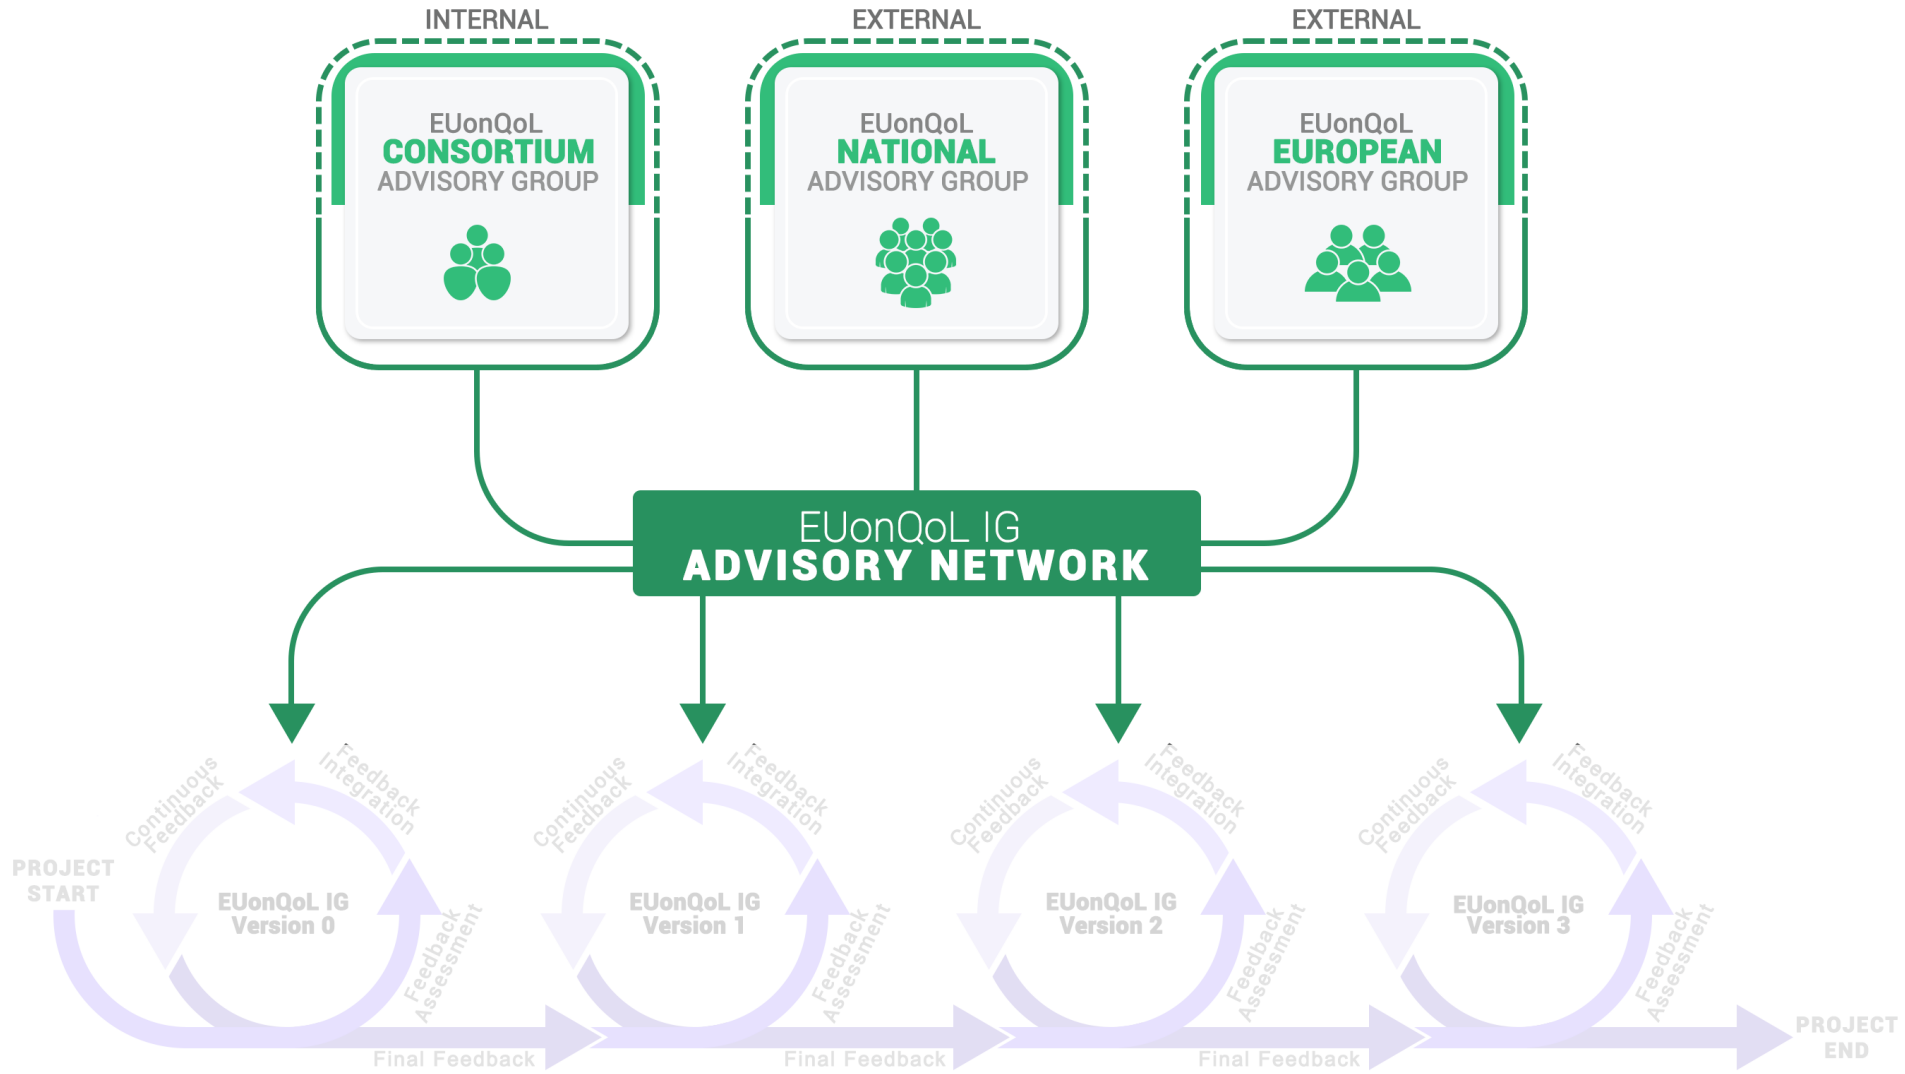 INTERNAL
EUonQoL
CONSORTIUM
ADVISORY GROUP
EXTERNAL
EUonQoL
NATIONAL
ADVISORY GROUP
EXTERNAL
EUonQoL
EUROPEAN
ADVISORY GROUP
EUonQoL IG
ADVISORY NETWORK
PROJECT
START
Continuous
Feedback
Feedback
Integration
EUonQoL IG
Version 0
Feedback
Assessment
Final Feedback
Continuous
Feedback
Feedback
Integration
EUonQoL IG
Version 1
Feedback
Assessment
Final Feedback
Continuous
Feedback
Feedback
Integration
EUonQoL IG
Version 2
Feedback
Assessment
Final Feedback
Continuous
Feedback
Feedback
Integration
EUonQoL IG
Version 3
Feedback
Assessment
PROJECT
END